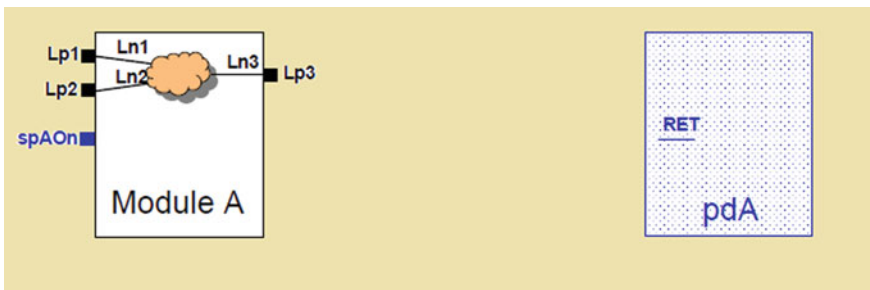 Lp1
Ln1
Lp2
Ln2
Ln3
Lp3
spAOn
Module A
RET
pdA